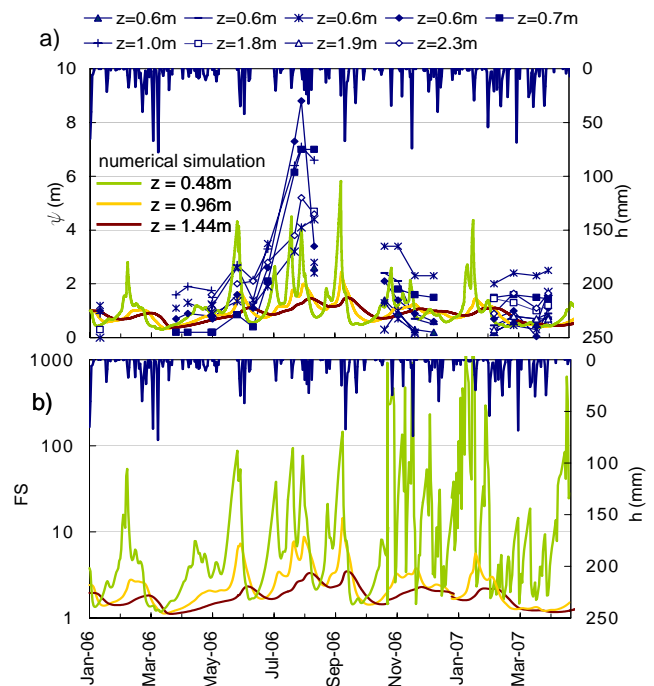 z=0.6m z=0.6m z=0.6m z=0.6m z=0.7m
z=1.0m z=1.8m z=1.9m z=2.3m
a)
10 0
8 50
6 100
4 150
2 200
0 250
ψ (m)
h (mm)
numerical simulation
z = 0.48m
z = 0.96m
z = 1.44m
b)
1000 0
50
100
100
10
150
200
1 250
FS
h (mm)
Jan-06 Mar-06 May-06 Jul-06 Sep-06 Nov-06 Jan-07 Mar-07